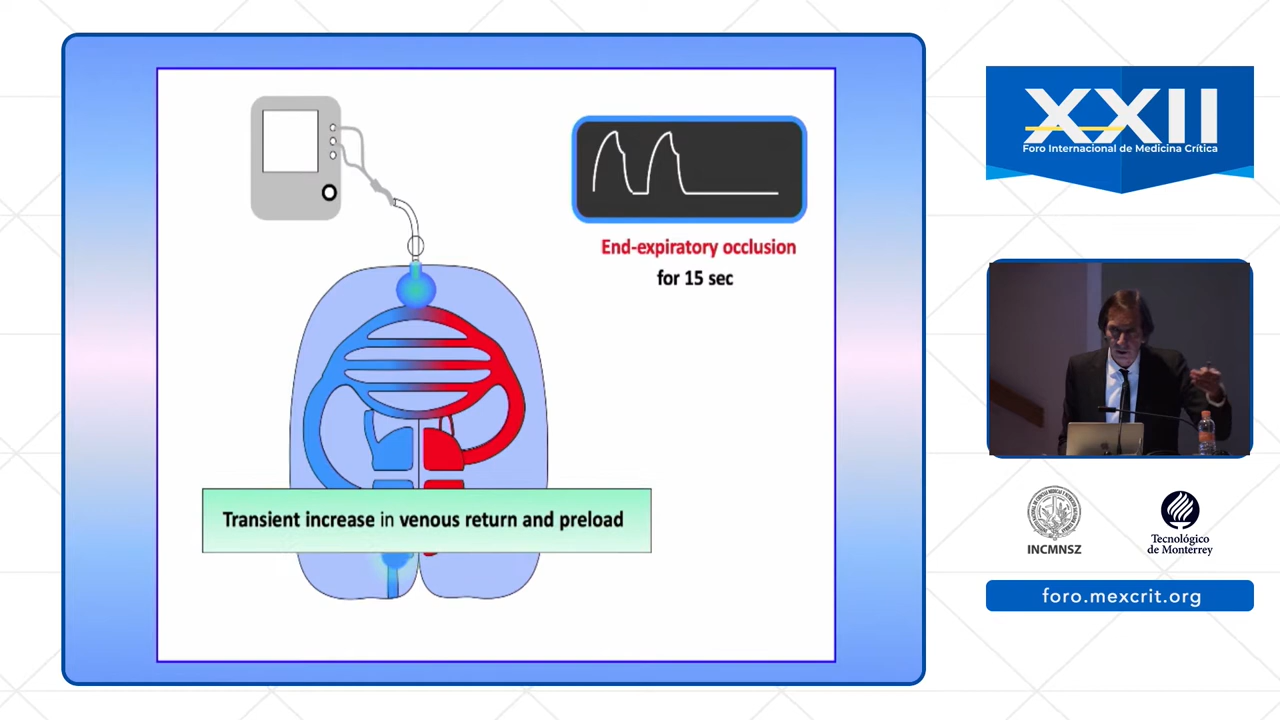 End-expiratory occlusion
for 15 sec
Transient increase in venous return and preload
XXII
Foro Internacional de Medicina Crítica
INCMNSZ
Tecnológico
de Monterrey
foro.mexcrit.org